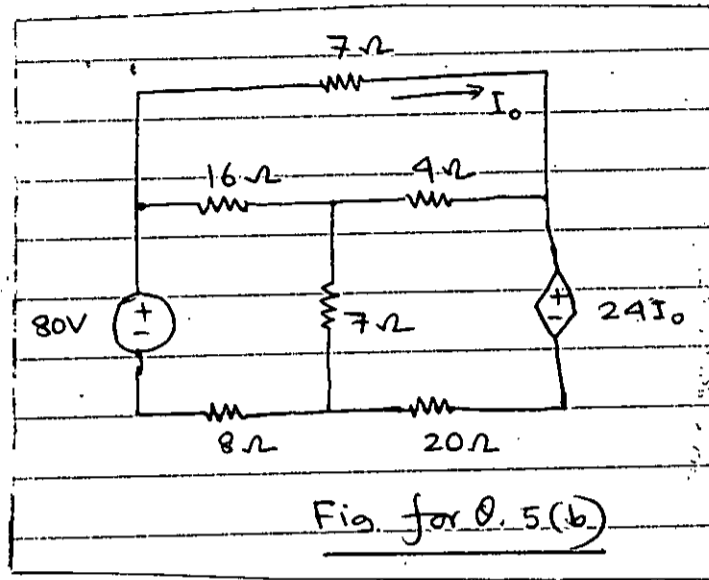 7Ω
I₀
16Ω
4Ω
80V
+
-
7Ω
+
-
24I₀
8Ω
20Ω
Fig. for Q. 5(b)